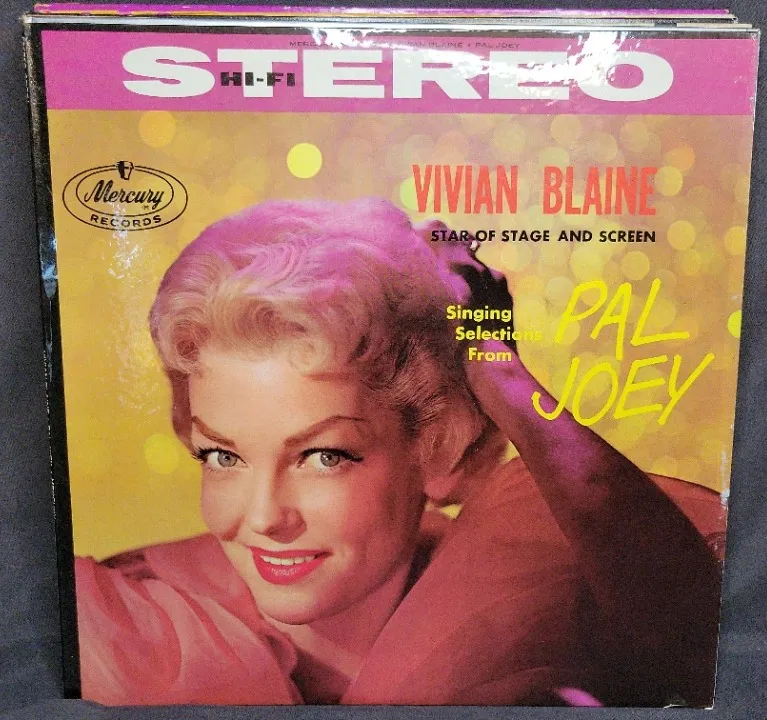 STEREO
HI-FI
Mercury
RECORDS
VIVIAN BLAINE
STAR OF STAGE AND SCREEN
Singing
Selections
From
PAL
JOEY